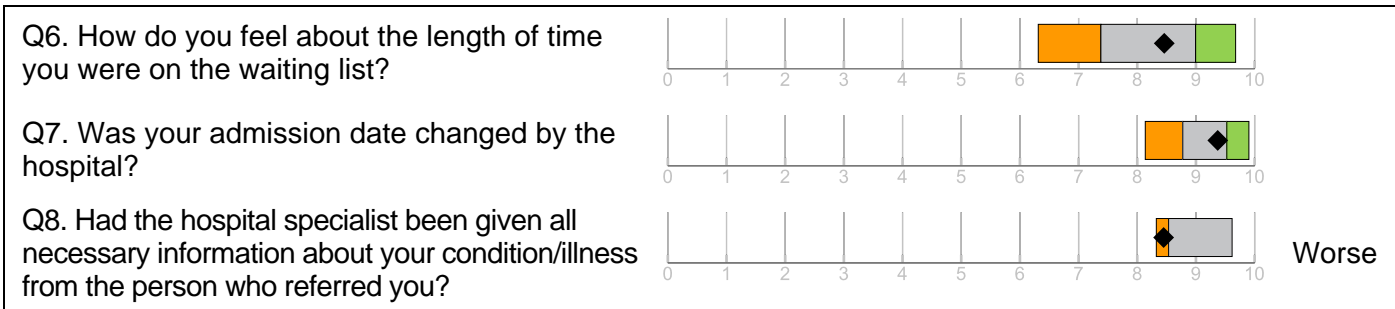 Q6. How do you feel about the length of time
you were on the waiting list?
0 1 2 3 4 5 6 7 8 9 10
Q7. Was your admission date changed by the
hospital?
0 1 2 3 4 5 6 7 8 9 10
Q8. Had the hospital specialist been given all
necessary information about your condition/illness
from the person who referred you?
0 1 2 3 4 5 6 7 8 9 10
Worse